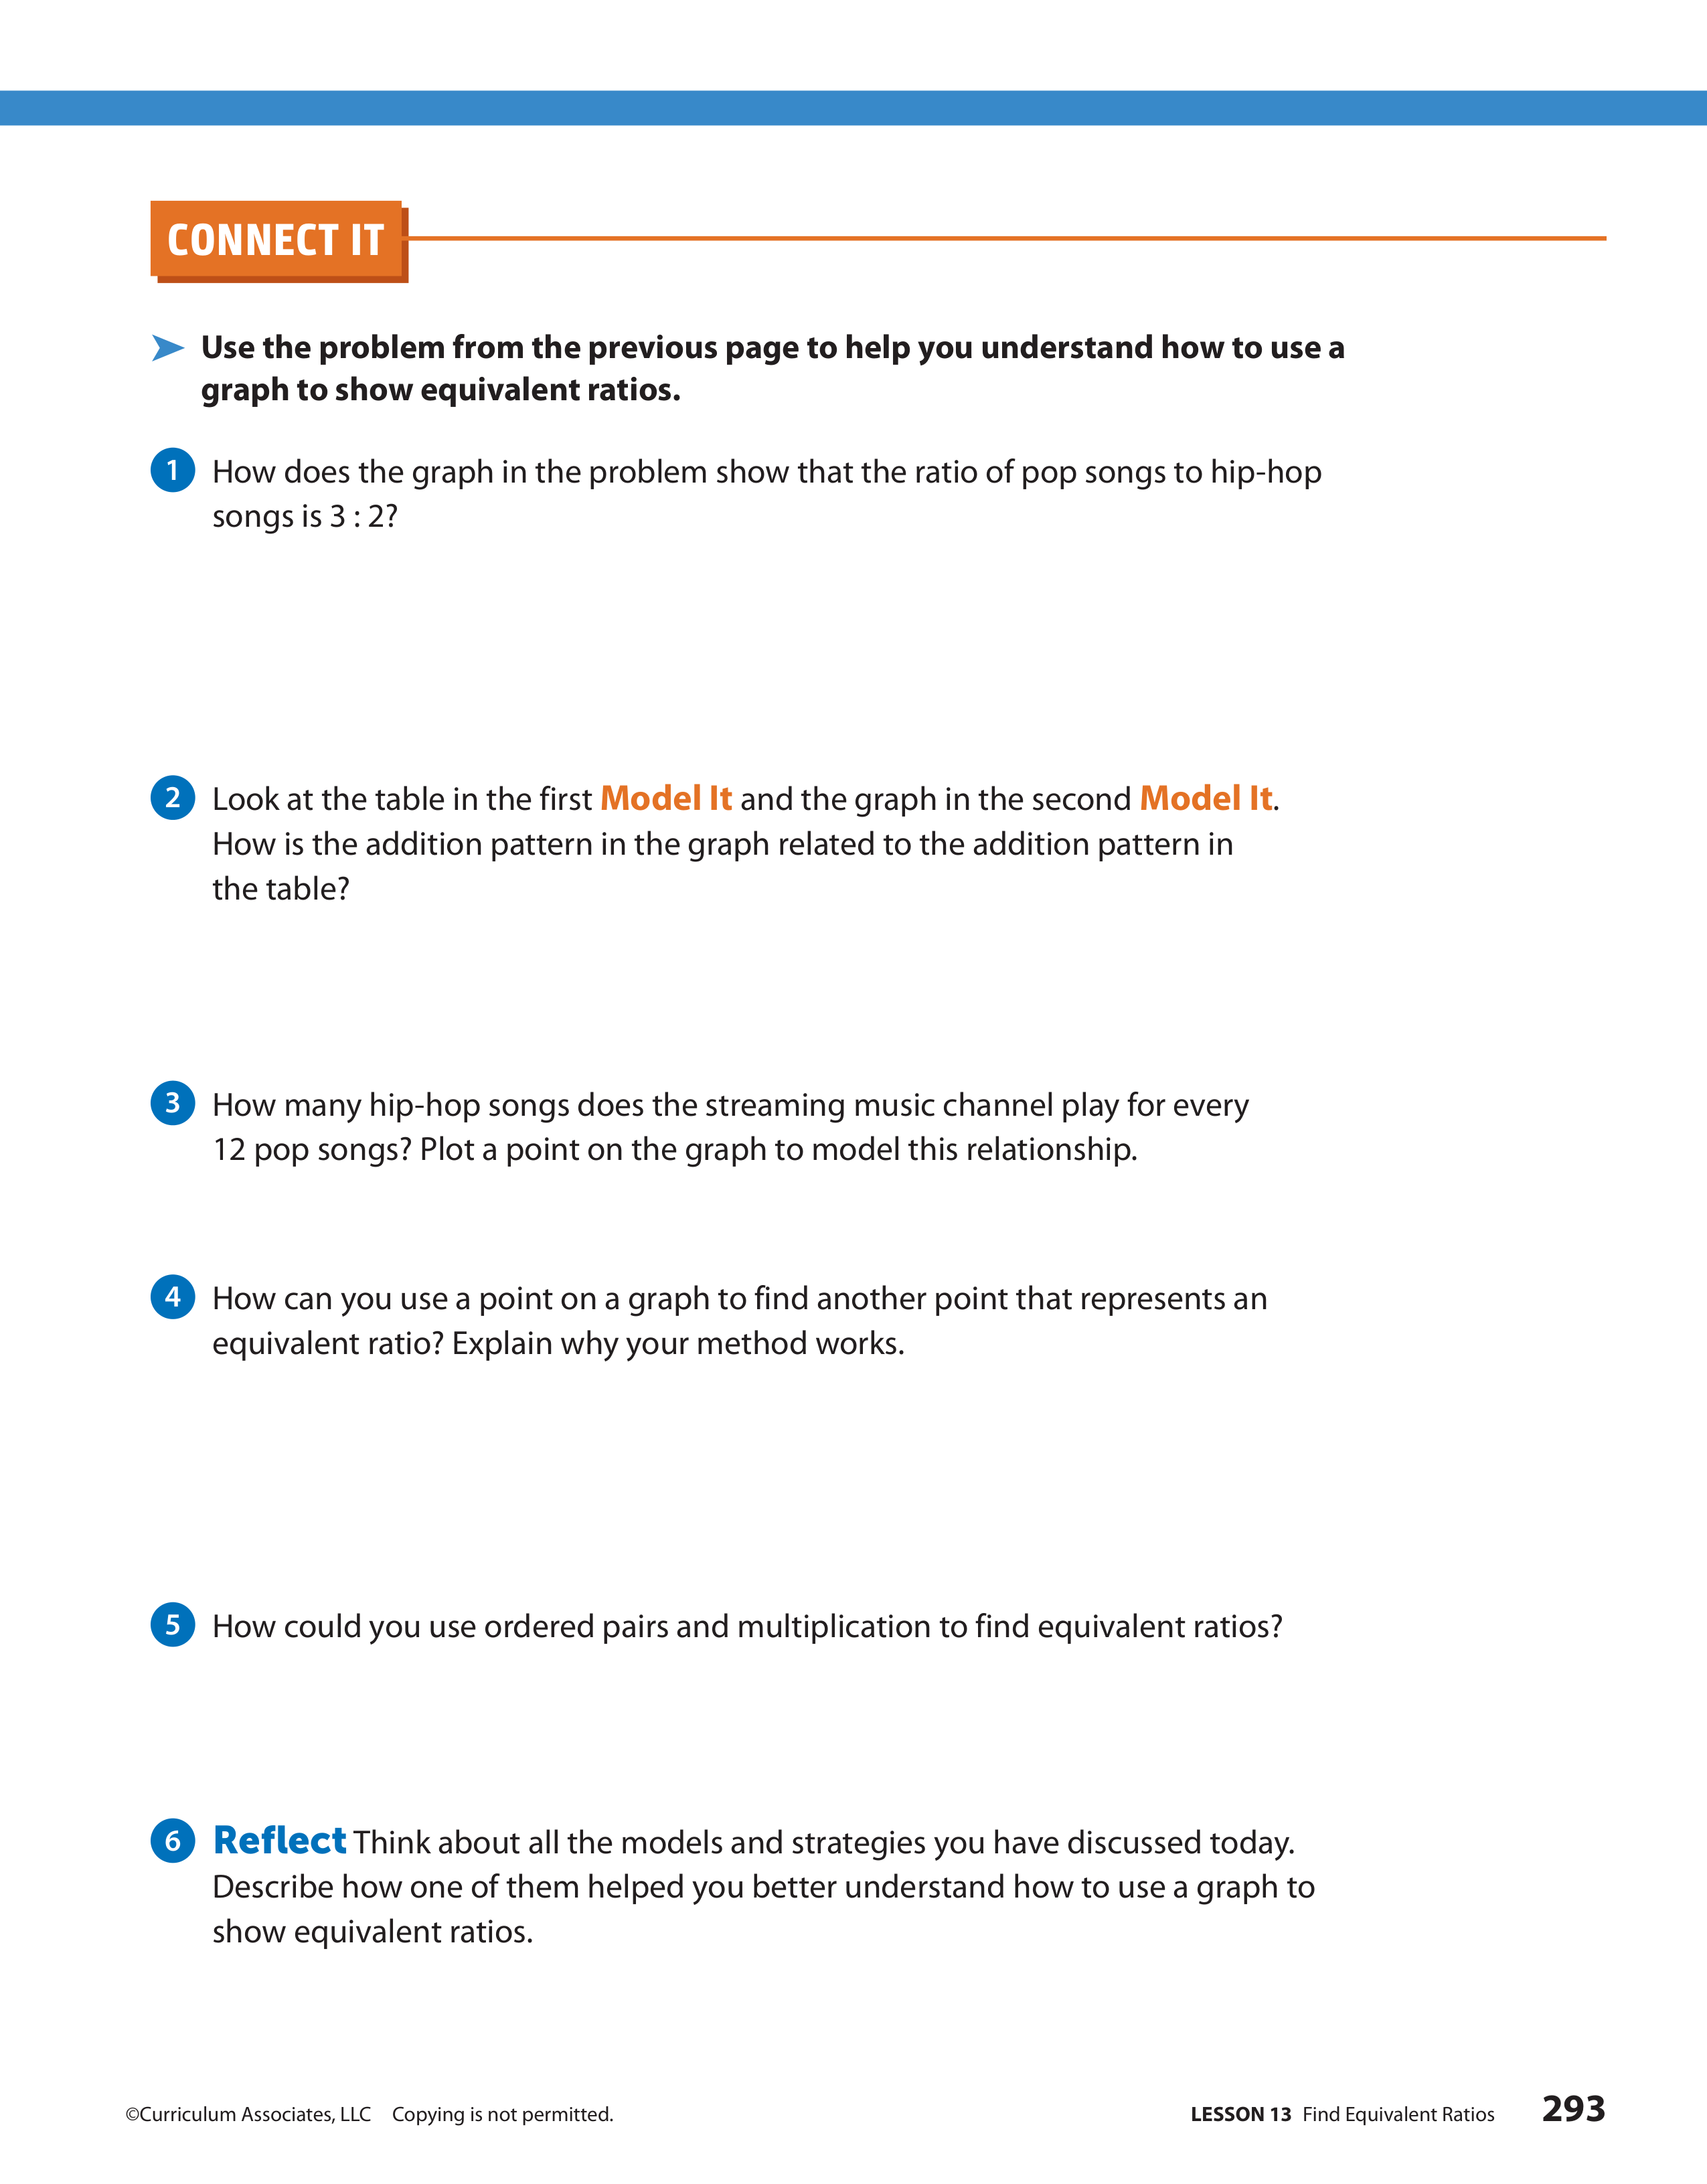 CONNECT IT
Use the problem from the previous page to help you understand how to use a
graph to show equivalent ratios.
1 How does the graph in the problem show that the ratio of pop songs to hip-hop
songs is 3 : 2?
2 Look at the table in the first Model It and the graph in the second Model It.
How is the addition pattern in the graph related to the addition pattern in
the table?
3 How many hip-hop songs does the streaming music channel play for every
12 pop songs? Plot a point on the graph to model this relationship.
4 How can you use a point on a graph to find another point that represents an
equivalent ratio? Explain why your method works.
5 How could you use ordered pairs and multiplication to find equivalent ratios?
6 Reflect Think about all the models and strategies you have discussed today.
Describe how one of them helped you better understand how to use a graph to
show equivalent ratios.
©Curriculum Associates, LLC Copying is not permitted. LESSON 13 Find Equivalent Ratios 293